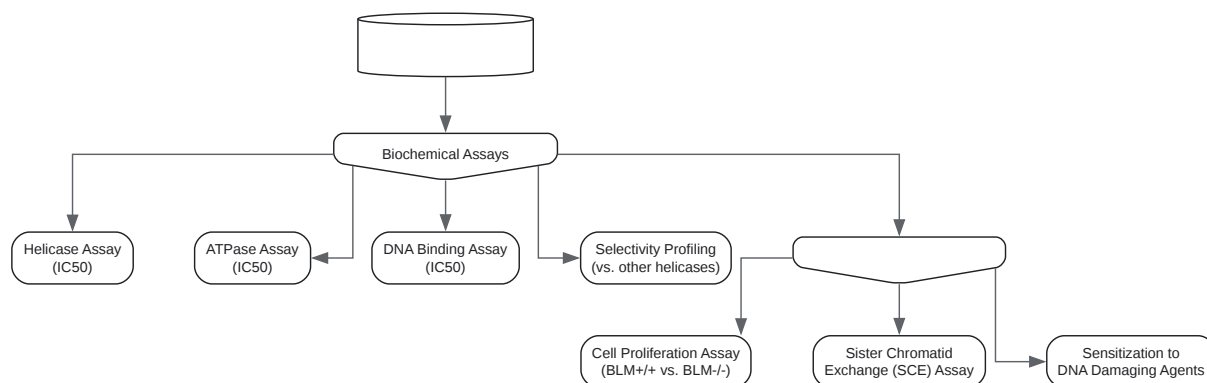 Biochemical Assays
Helicase Assay
(IC50)
ATPase Assay
(IC50)
DNA Binding Assay
(IC50)
Selectivity Profiling
(vs. other helicases)
Cell Proliferation Assay
(BLM+/+ vs. BLM-/-)
Sister Chromatid
Exchange (SCE) Assay
Sensitization to
DNA Damaging Agents